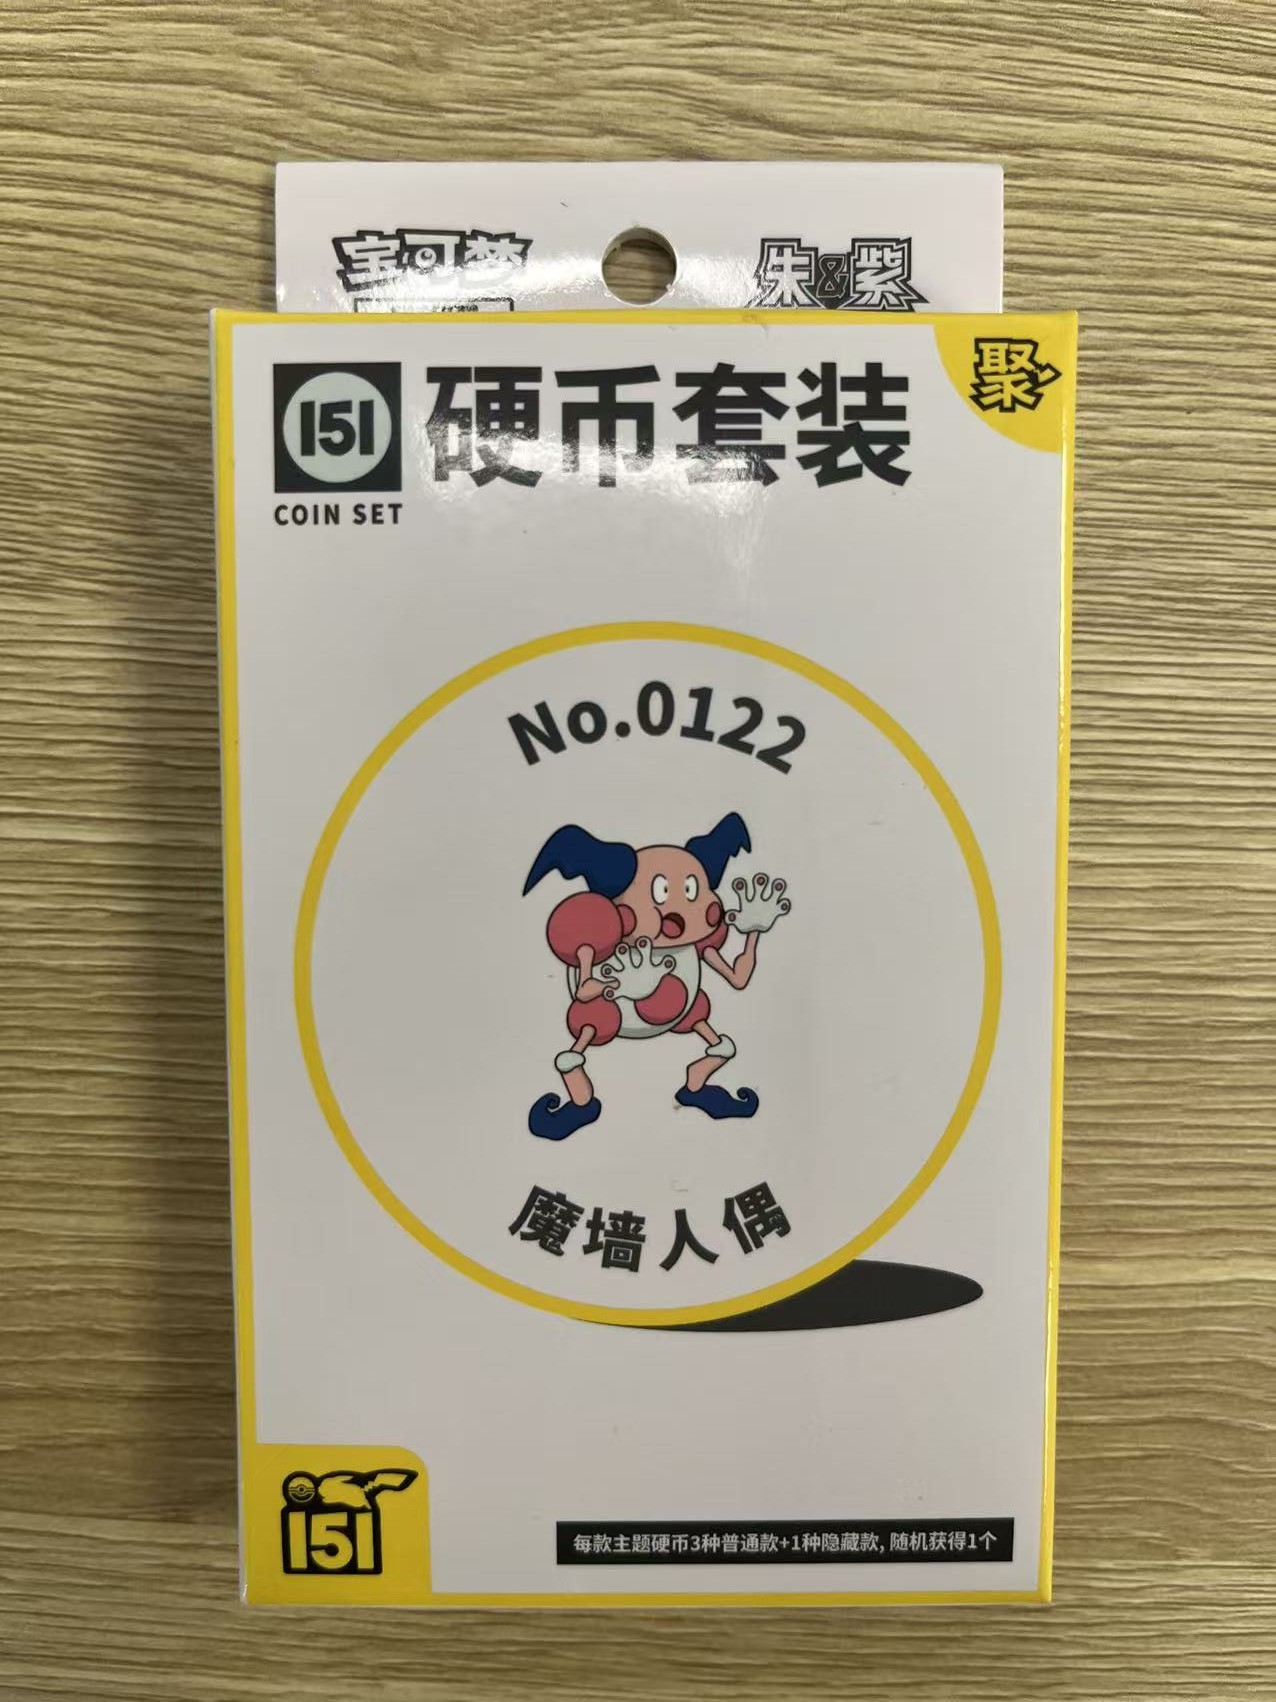 宝可梦
朱&紫
聚
151
硬币套装
COIN SET
No.0122
魔墙人偶
151
每款主题硬币3种普通款+1种隐藏款,随机获得1个